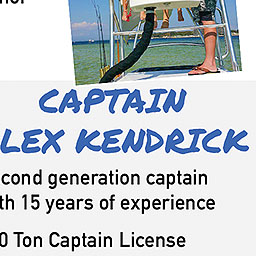 CAPTAIN
LEX KENDRICK
cond generation captain
th 15 years of experience
0 Ton Captain License